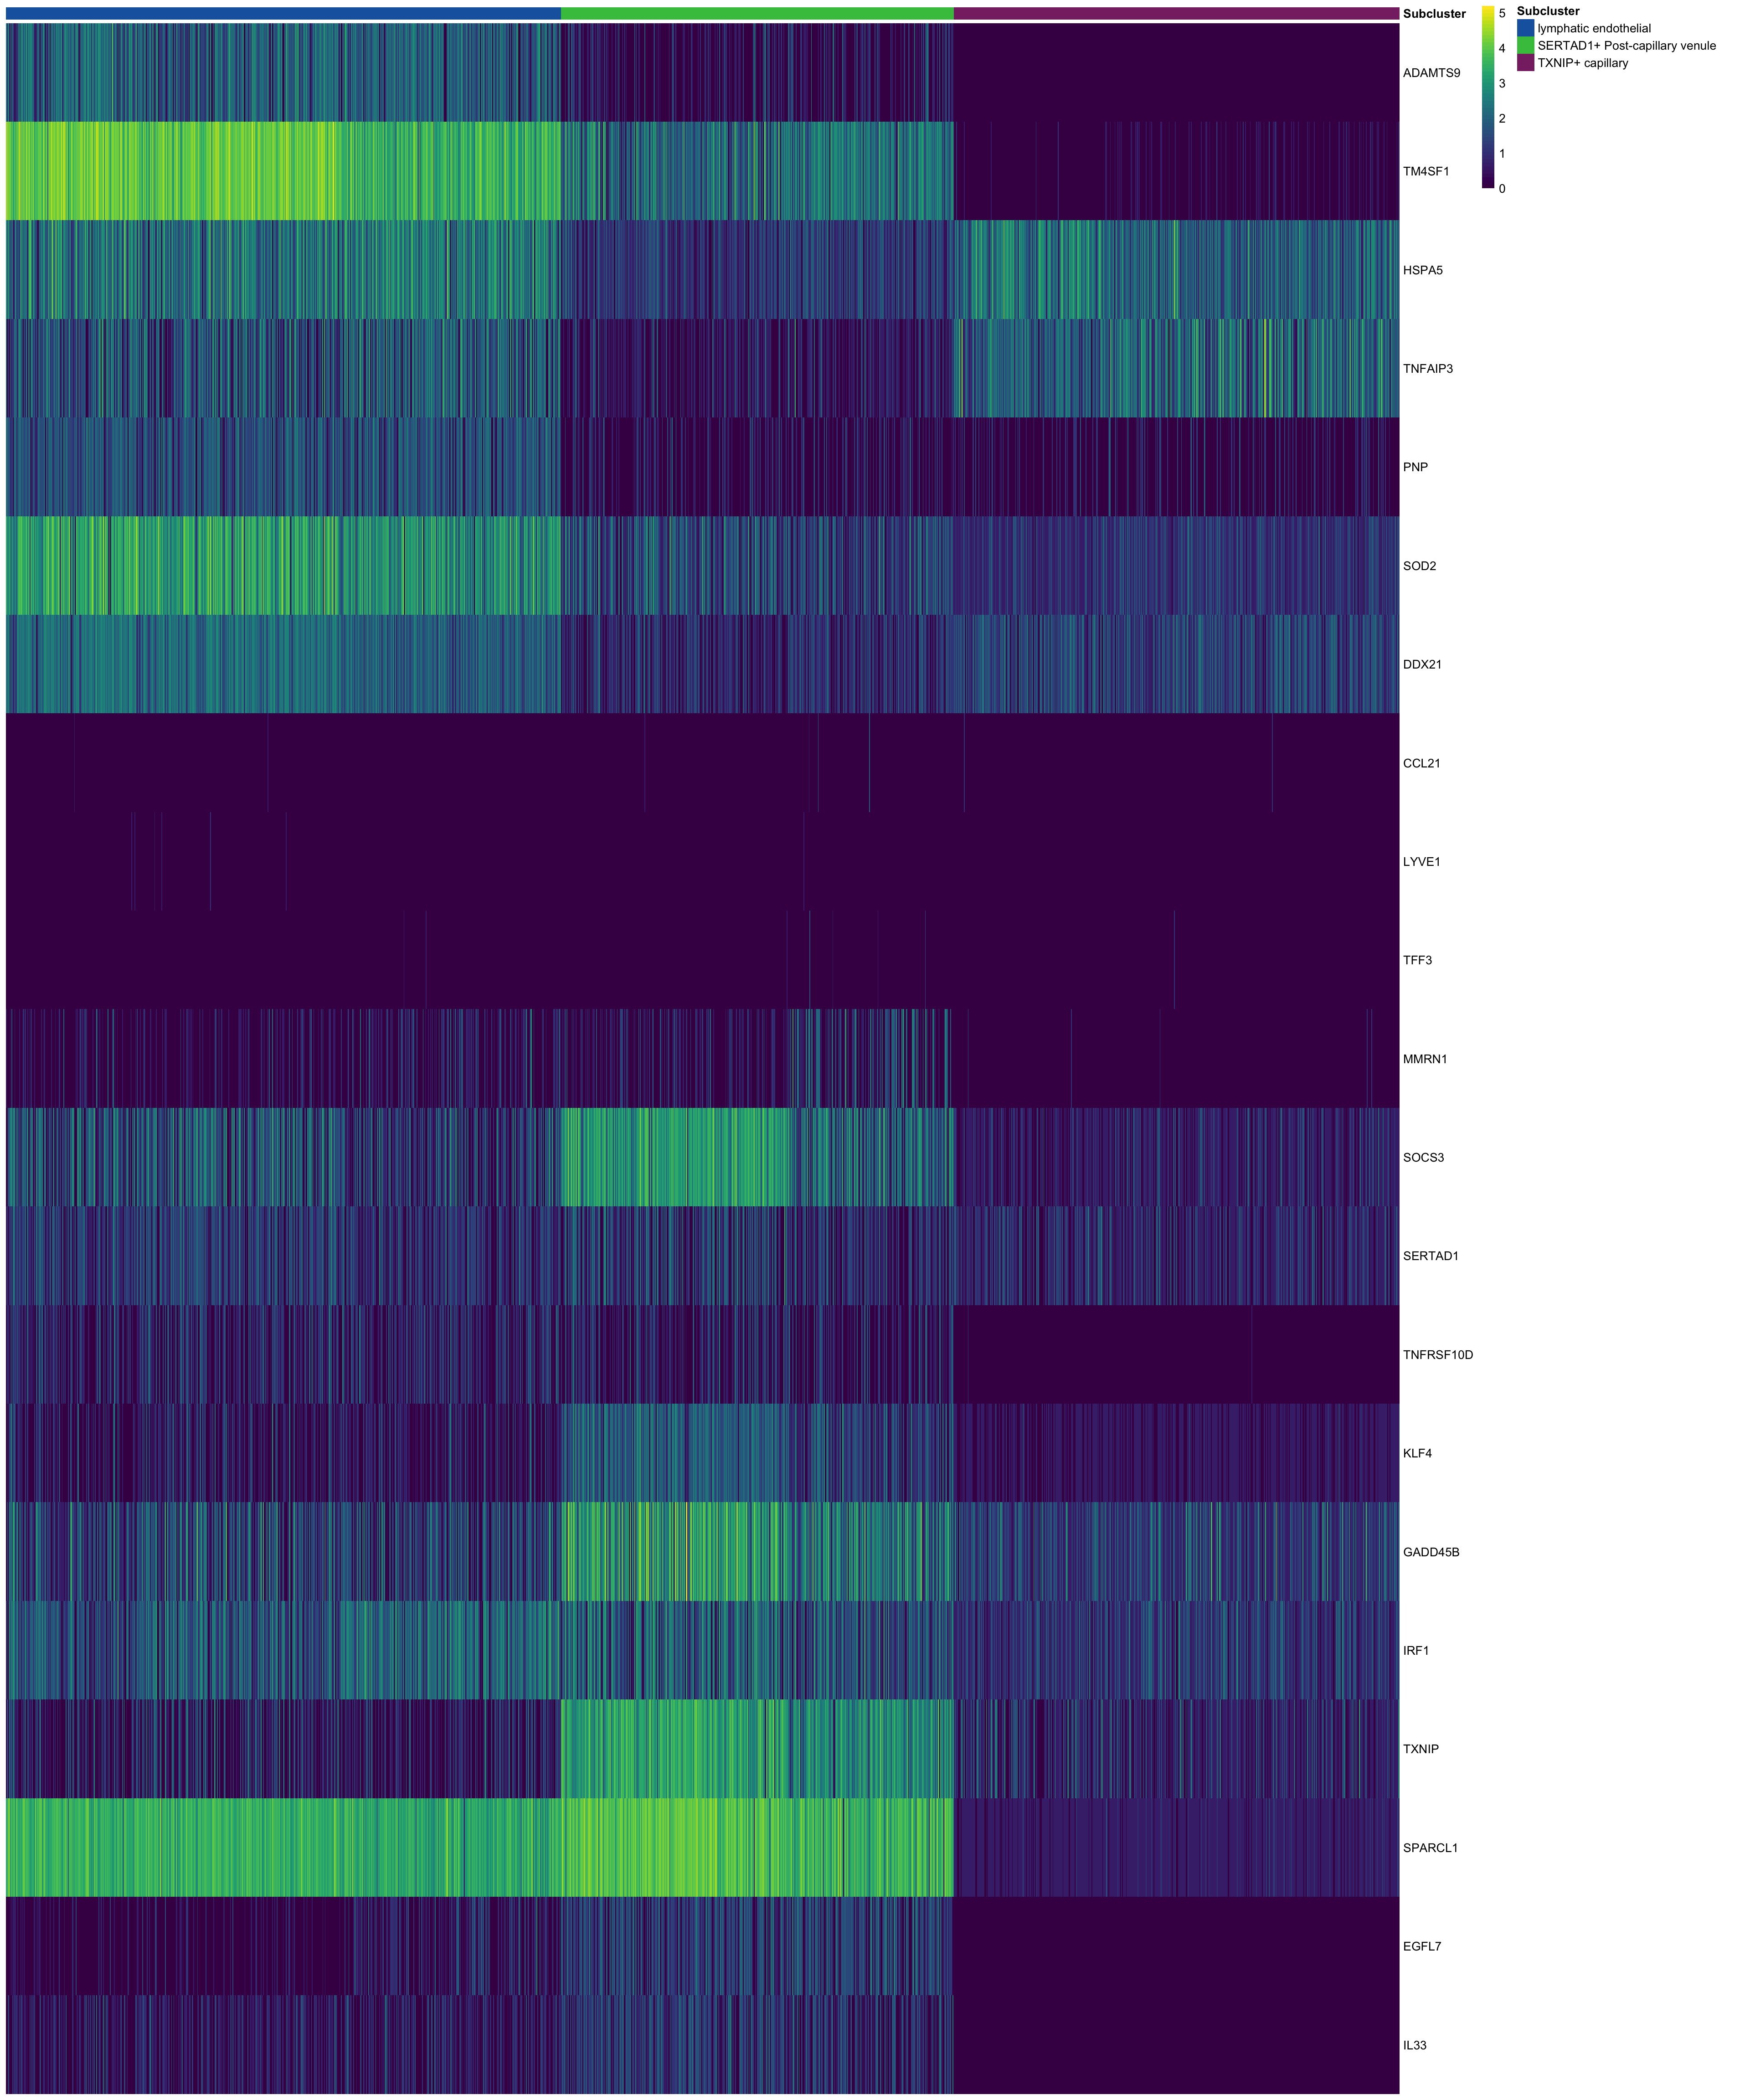 Subcluster
5
4
3
2
1
0
Subcluster
lymphatic endothelial
SERTAD1+ Post-capillary venule
TXNIP+ capillary
ADAMTS9
TM4SF1
HSPA5
TNFAIP3
PNP
SOD2
DDX21
CCL21
LYVE1
TFF3
MMRN1
SOCS3
SERTAD1
TNFRSF10D
KLF4
GADD45B
IRF1
TXNIP
SPARCL1
EGFL7
IL33